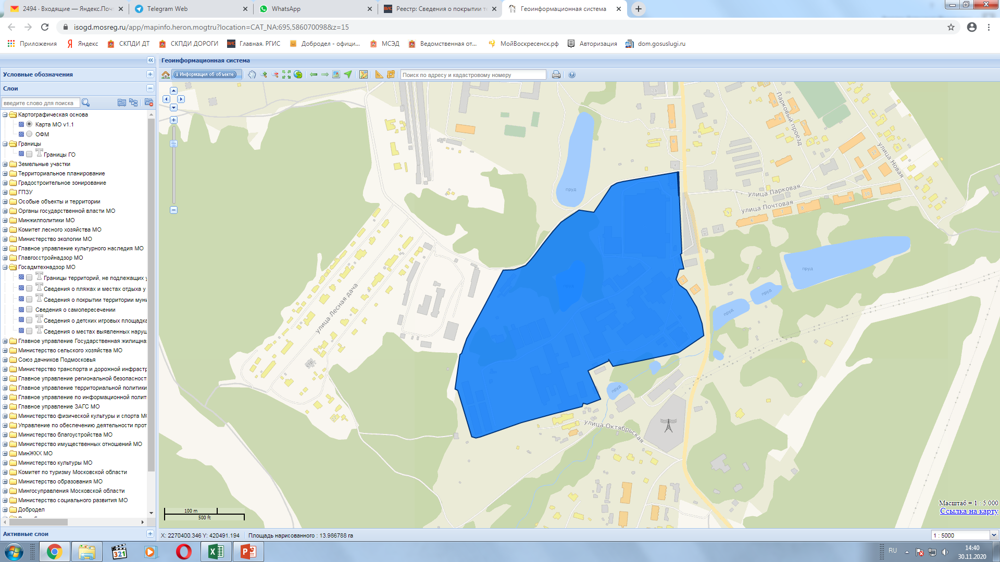 2494 · Входящие — Яндекс.Поч
Telegram Web
WhatsApp
Реестр: Сведения о покрытии т
Геоинформационная система
isogd.mosreg.ru/app/mapinfo.heron.mogtru?location=CAT_NA:695,586070098&z=15
Приложения
Яндекс
СКПДИ ДТ
СКПДИ ДОРОГИ
Главная. РГИС
Добродел - офици...
МСЭД
Ведомственная от...
МойВоскресенск.рф
Авторизация
dom.gosuslugi.ru
Геоинформационная система
Условные обозначения
Информация об объекте
Поиск по адресу и кадастровому номеру
Слои
введите слово для поиска
Картографическая основа
Карта МО v1.1
ОФМ
Границы
Границы ГО
Земельные участки
Территориальное планирование
Градостроительное зонирование
ГПЗУ
Особые объекты и территории
Органы государственной власти МО
Минжилполитики МО
Комитет лесного хозяйства МО
Министерство экологии МО
Главное управление культурного наследия МО
Главгосстройнадзор МО
Госадмтехнадзор МО
Границы территорий, не подлежащих у
Сведения о пляжах и местах отдыха у
Сведения о покрытии территории муни
Сведения о самопересечении
Сведения о детских игровых площадка
Сведения о местах выявленных наруш
Главное управление Государственная жилищная
Министерство сельского хозяйства МО
Союз дачников Подмосковья
Министерство транспорта и дорожной инфрастр
Главное управление региональной безопасност
Главное управление территориальной политики
Главное управление по информационной полит
Главное управление ЗАГС МО
Министерство физической культуры и спорта МО
Управление по обеспечению деятельности прот
Министерство благоустройства МО
Министерство имущественных отношений МО
МинЖКХ МО
Министерство культуры МО
Комитет по туризму Московской области
Министерство образования МО
Мингосуправления Московской области
Министерство социального развития МО
Добродел
Активные слои
Парковый проезд
улица Новая
улица Парковая
улица Почтовая
пруд
пруд
пруд
пруд
пруд
улица Лесная дача
стр.
улица Октябрьская
100 m
500 ft
Масштаб = 1 : 5 000
Ссылка на карту
X: 2270400.346 Y: 420491.194
Площадь нарисованного : 13.986788 га
1 : 5000
RU
14:40
30.11.2020